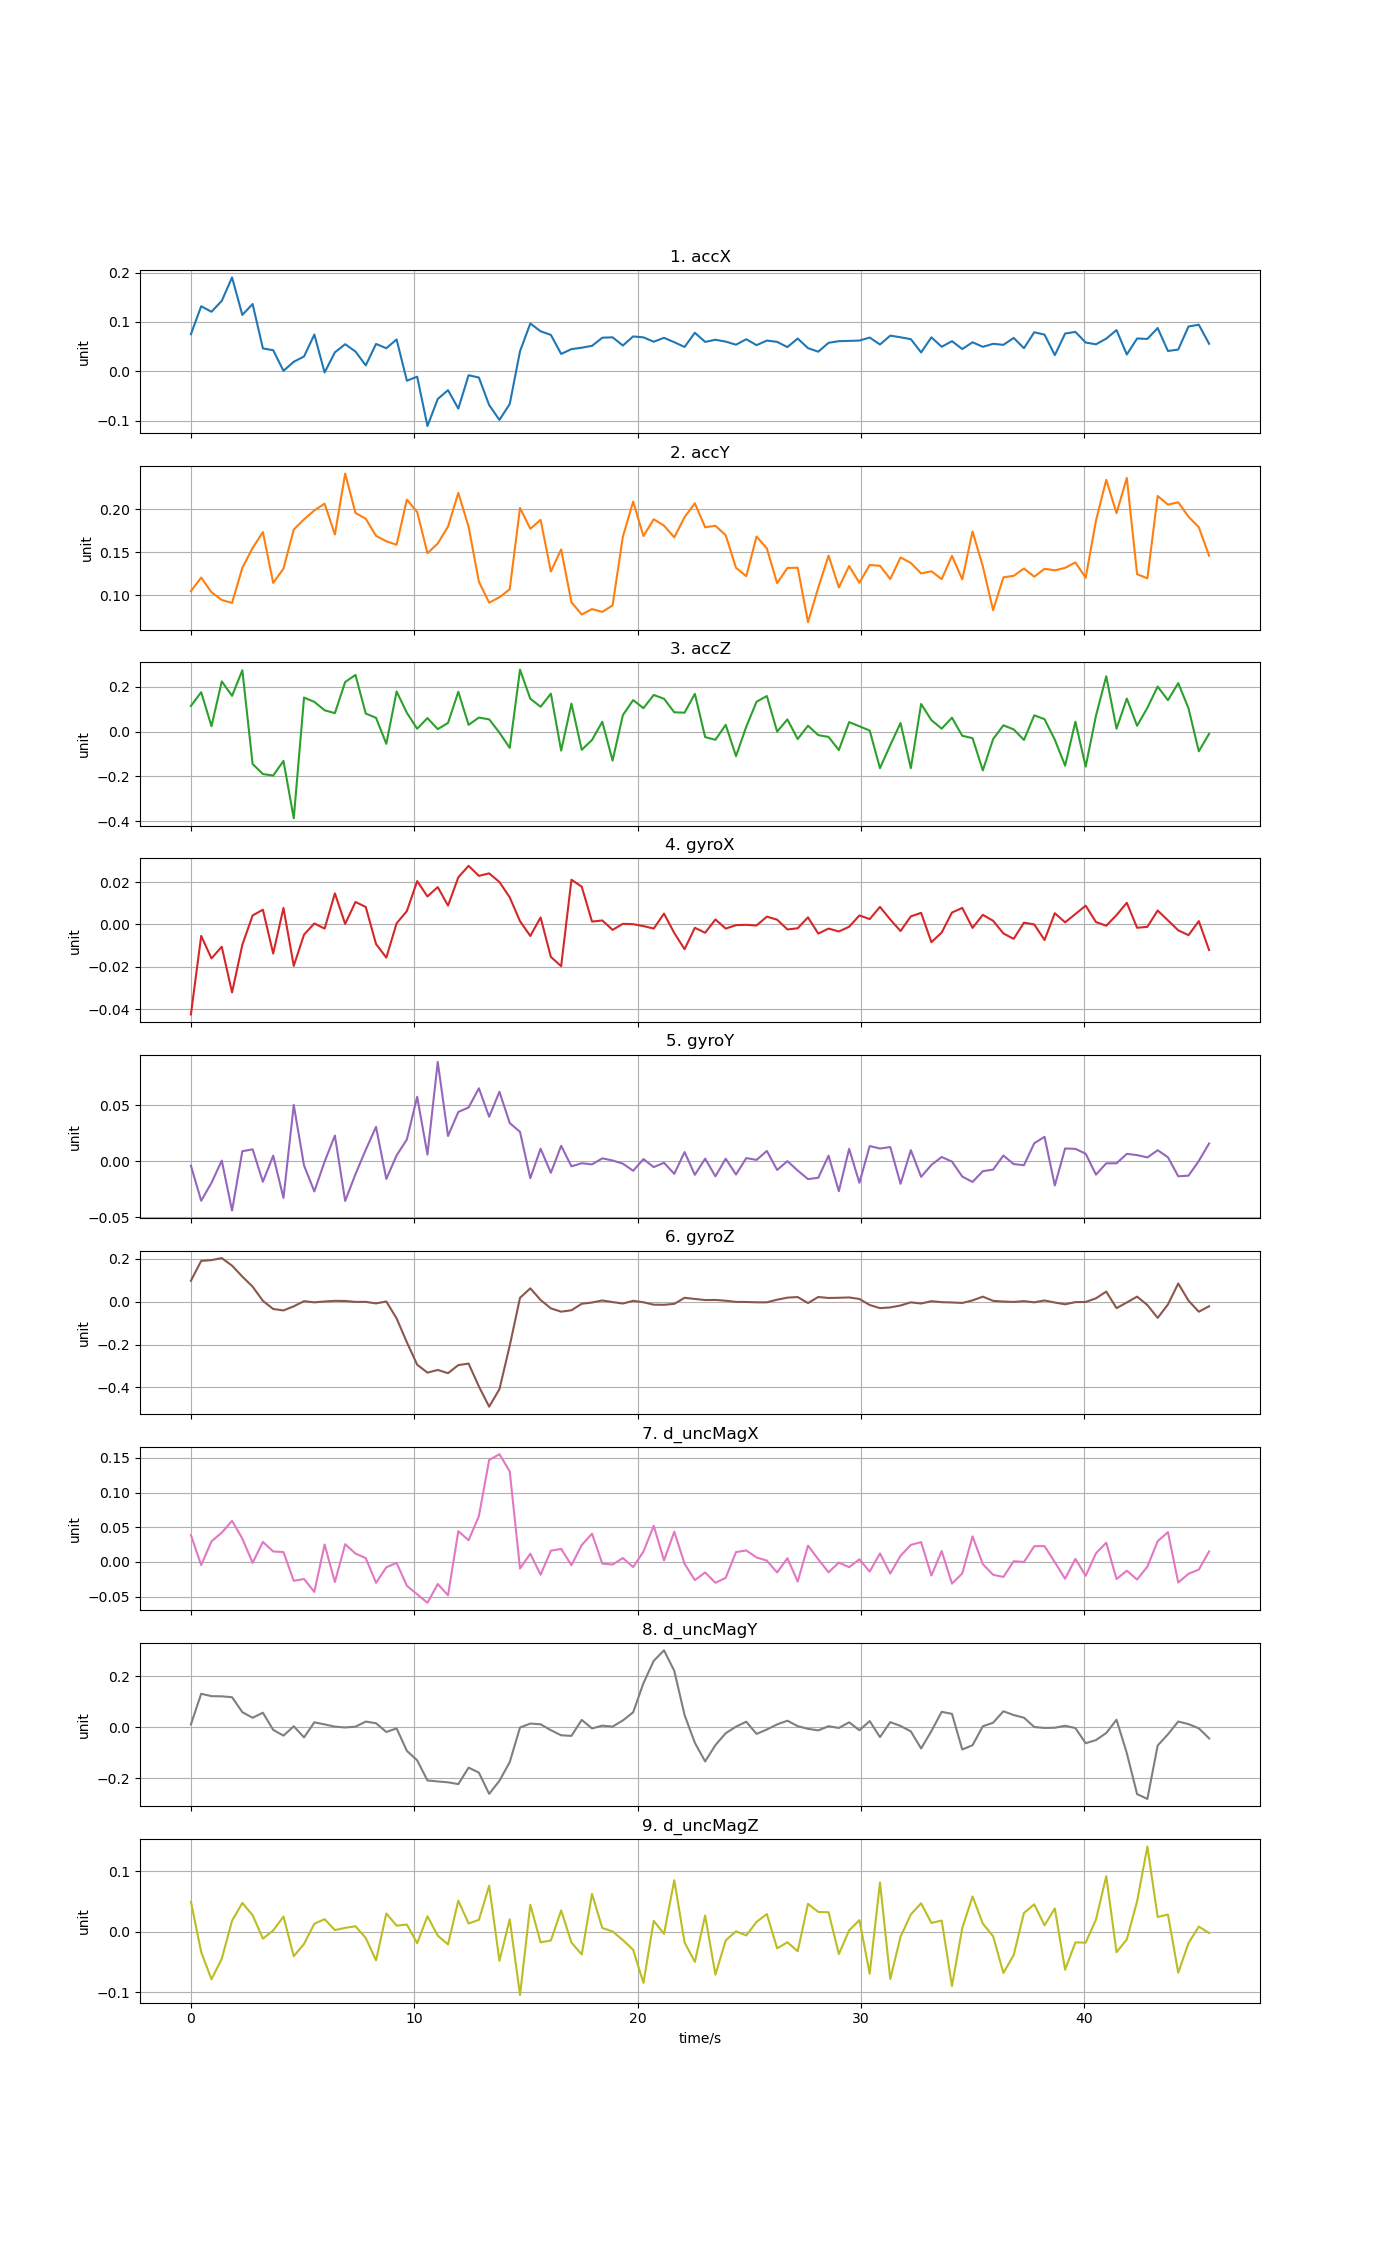 1. accX
0.2
0.1
0.0
−0.1
unit
2. accY
0.20
0.15
0.10
unit
3. accZ
0.2
0.0
−0.2
−0.4
unit
4. gyroX
0.02
0.00
−0.02
−0.04
unit
5. gyroY
0.05
0.00
−0.05
unit
6. gyroZ
0.2
0.0
−0.2
−0.4
unit
7. d_uncMagX
0.15
0.10
0.05
0.00
−0.05
unit
8. d_uncMagY
0.2
0.0
−0.2
unit
9. d_uncMagZ
0.1
0.0
−0.1
unit
0 10 20 30 40
time/s